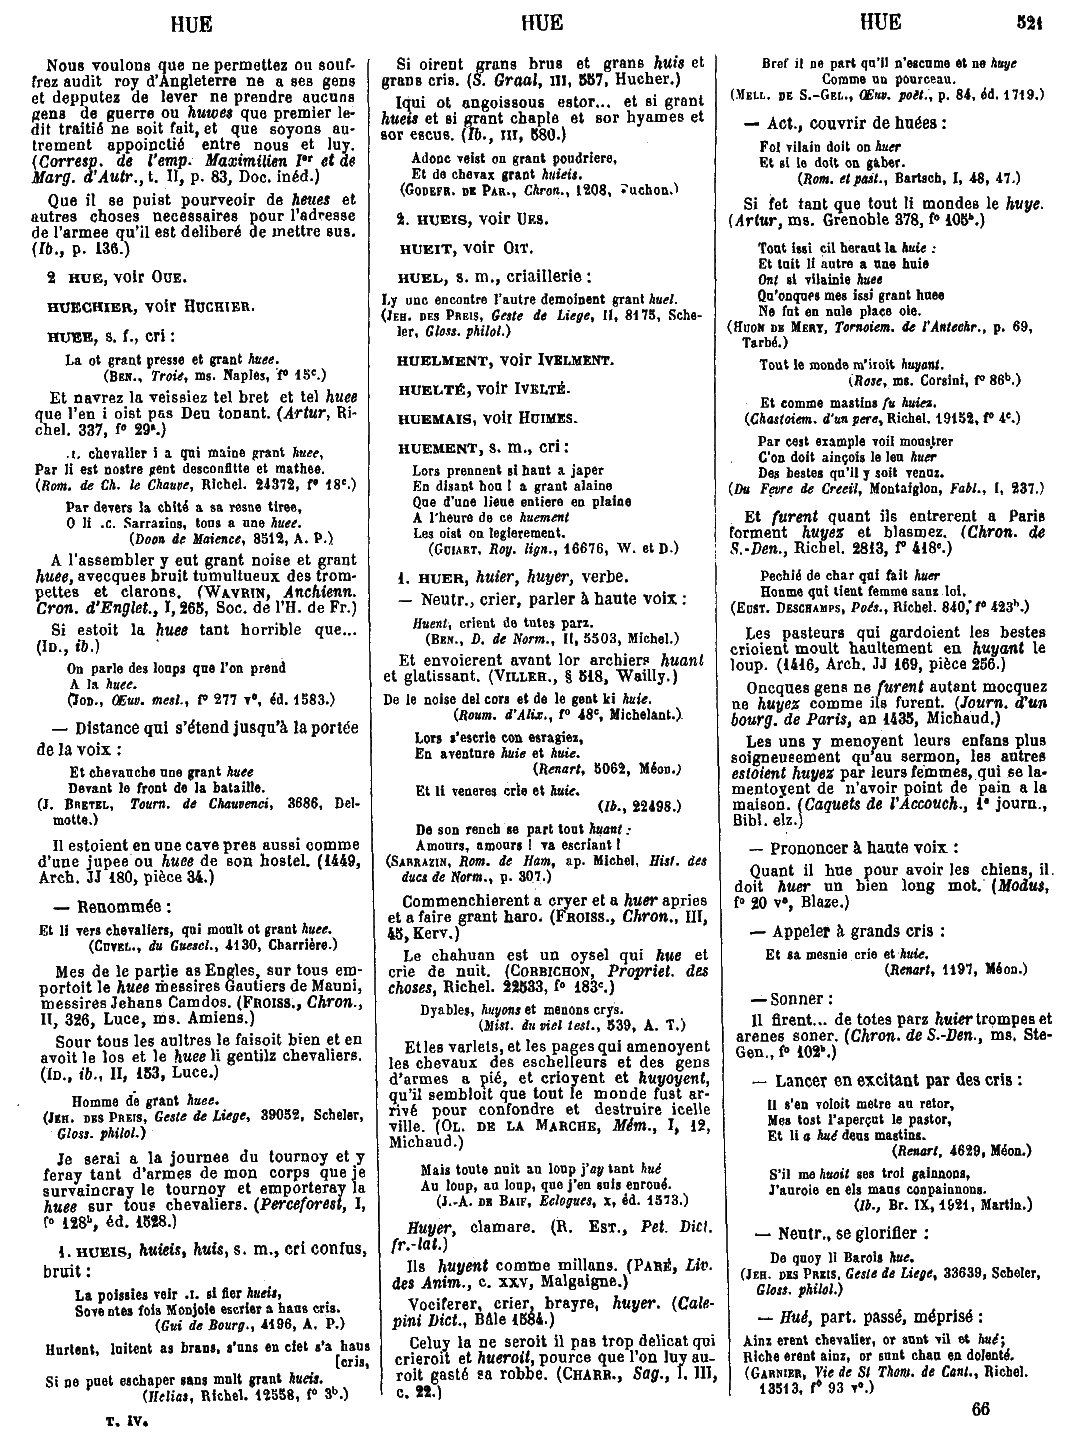 HUE
HUE
HUE
521
Nous voulons que ne permettez ou souf-
frez audit roy d'Angleterre ne a ses gens
et depputez de lever ne prendre aucuns
gens de guerre ou huwes que premier le-
dit traitié ne soit fait, et que soyons au-
trement appoinctié entre nous et luy.
(Corresp. de l'emp. Maximilien Ier et de
Marg. d'Autr., t. II, p. 83, Doc. inéd.)
Que il se puist pourveoir de heues et
autres choses necessaires pour l'adresse
de l'armee qu'il est deliberé de mettre sus.
(Ib., p. 136.)
2 HUE, voir OUE.
HUECHIER, voir HUCHIER.
HUEE, s. f., cri :
La ot grant presse et grant huee.
(BEN., Troie, ms. Naples, f° 15c.)
Et navrez la veissiez tel bret et tel huee
que l'en i oist pas Deu tonant. (Artur, Ri-
chel. 337, f° 29a.)
.I. chevalier i a qui maine grant huee,
Par li est nostre gent desconfitte et mathee.
(Rom. de Ch. le Chauve, Richel. 24372, f° 18c.)
Par devers la chité a sa resne tiree,
O li .C. Sarrazins, tous a une huee.
(Doon de Maience, 8512, A. P.)
A l'assembler y eut grant noise et grant
huee, avecques bruit tumultueux des trom-
pettes et clarons. (WAVRIN, Anchienn.
Cron. d'Englet., I, 265, Soc. de l'H. de Fr.)
Si estoit la huee tant horrible que...
(ID., ib.)
On parle des loups que l'on prend
A la huee.
(JOD., Œuv. mesl., f° 277 v°, éd. 1583.)
— Distance qui s'étend jusqu'à la portée
de la voix :
Et chevauche une grant huee
Devant le front de la bataille.
(J. BRETEL, Tourn. de Chauvenci, 3686, Del-
motte.)
Il estoient en une cave pres aussi comme
d'une jupee ou huee de son hostel. (1449,
Arch. JJ 180, pièce 34.)
— Renommée :
Et li vers chevaliers, qui moult ot grant huee.
(CUVEL., du Guescl., 4130, Charrière.)
Mes de le partie as Engles, sur tous em-
portoit le huee messires Gautiers de Mauni,
messires Jehans Camdos. (FROISS., Chron.,
II, 326, Luce, ms. Amiens.)
Sour tous les aultres le faisoit bien et en
avoit le los et le huee li gentilz chevaliers.
(ID., ib., II, 153, Luce.)
Homme de grant huee.
(JEH. DES PREIS, Geste de Liege, 39052, Scheler,
Gloss. philol.)
Je serai a la journee du tournoy et y
feray tant d'armes de mon corps que je
survaincray le tournoy et emporteray la
huee sur tous chevaliers. (Perceforest, I,
f° 128b, éd. 1528.)
1. HUEIS, huieis, huis, s. m., cri confus,
bruit :
La poissies veir .I. si fier hueis,
Soventes fois Monjoie escrier a haus cris.
(Gui de Bourg., 4196, A. P.)
Hurtent, luitent as brans, s'uns en ciet s'a haus
[cris,
Si ne puet eschaper sans mult grant hueis.
(Helias, Richel. 12558, f° 3b.)
T. IV.
Si oirent grans brus et grans huis et
grans cris. (S. Graal, III, 557, Hucher.)
Iqui ot angoissous estor... et si grant
hueis et si grant chaple et sor hyames et
sor escus. (Ib., III, 580.)
Adonc veist on grant poudriere,
Et de chevax grant huieis.
(GODEFR. DE PAR., Chron., 1208, Buchon.)
2. HUEIS, voir UES.
HUEIT, voir OIT.
HUEL, s. m., criaillerie :
Ly unc encontre l'autre demoinent grant huel.
(JEH. DES PREIS, Geste de Liege, II, 8175, Sche-
ler, Gloss. philol.)
HUELMENT, voir IVELMENT.
HUELTÉ, voir IVELTÉ.
HUEMAIS, voir HUIMES.
HUEMENT, s. m., cri :
Lors prennent si haut a japer
En disant hou ! a grant alaine
Que d'une lieue entiere en plaine
A l'heure de ce huement
Les oist on legierement.
(GUIART, Roy. lign., 16676, W. et D.)
1. HUER, huier, huyer, verbe.
— Neutr., crier, parler à haute voix :
Huent, crient de tutes parz.
(BEN., D. de Norm., II, 5503, Michel.)
Et envoierent avant lor archiers huant
et glatissant. (VILLEH., § 518, Wailly.)
De le noise del cors et de le gent ki huie.
(Roum. d'Alix., f° 48c, Michelant.)
Lors s'escrie con esragiez,
En aventure huie et huie.
(Renart, 5062, Méon.)
Et li veneres crie et huie.
(Ib., 22498.)
De son rench se part tout huant :
Amours, amours ! va escriant !
(SARRAZIN, Rom. de Ham, ap. Michel, Hist. des
ducs de Norm., p. 307.)
Commenchierent a cryer et a huer apries
et a faire grant haro. (FROISS., Chron., III,
45, Kerv.)
Le chahuan est un oysel qui hue et
crie de nuit. (CORBICHON, Propriet. des
choses, Richel. 22533, f° 183c.)
Dyables, huyons et menons crys.
(Mist. du viel test., 539, A. T.)
Et les varlets, et les pages qui amenoyent
les chevaux des eschelleurs et des gens
d'armes a pié, et crioyent et huyoyent,
qu'il sembloit que tout le monde fust ar-
rivé pour confondre et destruire icelle
ville. (OL. DE LA MARCHE, Mém., I, 12,
Michaud.)
Mais toute nuit au loup j'ay tant hué
Au loup, au loup, que j'en suis enroué.
(J.-A. DE BAIF, Eclogues, X, éd. 1573.)
Huyer, clamare. (R. EST., Pet. Dict.
fr.-lat.)
Ils huyent comme millans. (PARÉ, Liv.
des Anim., c. XXV, Malgaigne.)
Vociferer, crier, brayre, huyer. (Cale-
pini Dict., Bâle 1584.)
Celuy la ne seroit il pas trop delicat qui
crieroit et hueroit, pource que l'on luy au-
roit gasté sa robbe. (CHARR., Sag., l. III,
c. 22.)
Bref il ne part qu'il n'escume et ne huye
Comme un pourceau.
(MELL. DE S.-GEL., Œuv. poët., p. 84, éd. 1719.)
— Act., couvrir de huées :
Fol vilain doit on huer
Et si le doit on gaber.
(Rom. et past., Bartsch, I, 48, 47.)
Si fet tant que tout li mondes le huye.
(Artur, ms. Grenoble 378, f° 105b.)
Tout issi cil heraut la huie :
Et tuit li autre a une huie
Ont si vilainie huee
Qu'onques mes issi grant huee
Ne fut en nule place oie.
(HUON DE MERY, Tornoiem. de l'Antechr., p. 69,
Tarbé.)
Tout le monde m'iroit huyant.
(Rose, ms. Corsini, f° 86b.)
Et comme mastins fu huiez.
(Chastoiem. d'un pere, Richel. 19152, f° 4c.)
Par cest example voil monstrer
C'on doit ainçois le leu huer
Des bestes qu'il y soit venuz.
(Du Fevre de Creeil, Montaiglon, Fabl., I, 237.)
Et furent quant ils entrerent a Paris
forment huyez et blasmez. (Chron. de
S.-Den., Richel. 2813, f° 418c.)
Pechié de char qui fait huer
Homme qui tient femme sanz loi.
(EUST. DESCHAMPS, Poés., Richel. 840, f° 423b.)
Les pasteurs qui gardoient les bestes
crioient moult haultement en huyant le
loup. (1416, Arch. JJ 169, pièce 256.)
Oncques gens ne furent autant mocquez
ne huyez comme ils furent. (Journ. d'un
bourg. de Paris, an 1435, Michaud.)
Les uns y menoyent leurs enfans plus
soigneusement qu'au sermon, les autres
estoient huyez par leurs femmes, qui se la-
mentoyent de n'avoir point de pain a la
maison. (Caquets de l'Accouch., 1e journ.,
Bibl. elz.)
— Prononcer à haute voix :
Quant il hue pour avoir les chiens, il
doit huer un bien long mot. (Modus,
f° 20 v°, Blaze.)
— Appeler à grands cris :
Et sa mesnie crie et huie.
(Renart, 1197, Méon.)
— Sonner :
Il firent... de totes parz huier trompes et
arenes soner. (Chron. de S.-Den., ms. Ste-
Gen., f° 102b.)
— Lancer en excitant par des cris :
Il s'en voloit metre au retor,
Mes tost l'aperçut le pastor,
Et li a hué deus mastins.
(Renart, 4629, Méon.)
S'il me huoit ses troi gainnons,
J'auroie en els maus conpainnons.
(Ib., Br. IX, 1921, Martin.)
— Neutr., se glorifier :
De quoy li Barois hue.
(JEH. DES PREIS, Geste de Liege, 33639, Scheler,
Gloss. philol.)
— Hué, part. passé, méprisé :
Ainz erent chevalier, or sunt vil et hué;
Riche erent ainz, or sunt chau en dolenté.
(GARNIER, Vie de St Thom. de Cant., Richel.
13513, f° 93 v°.)
66